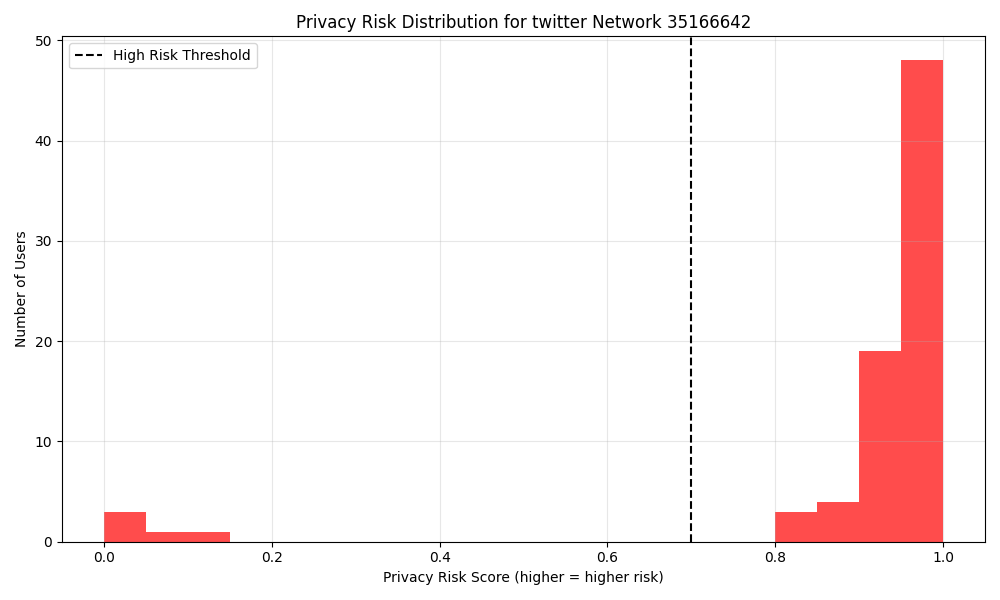 Privacy Risk Distribution for twitter Network 35166642
High Risk Threshold
50
40
30
20
10
0
Number of Users
0.0 0.2 0.4 0.6 0.8 1.0
Privacy Risk Score (higher = higher risk)